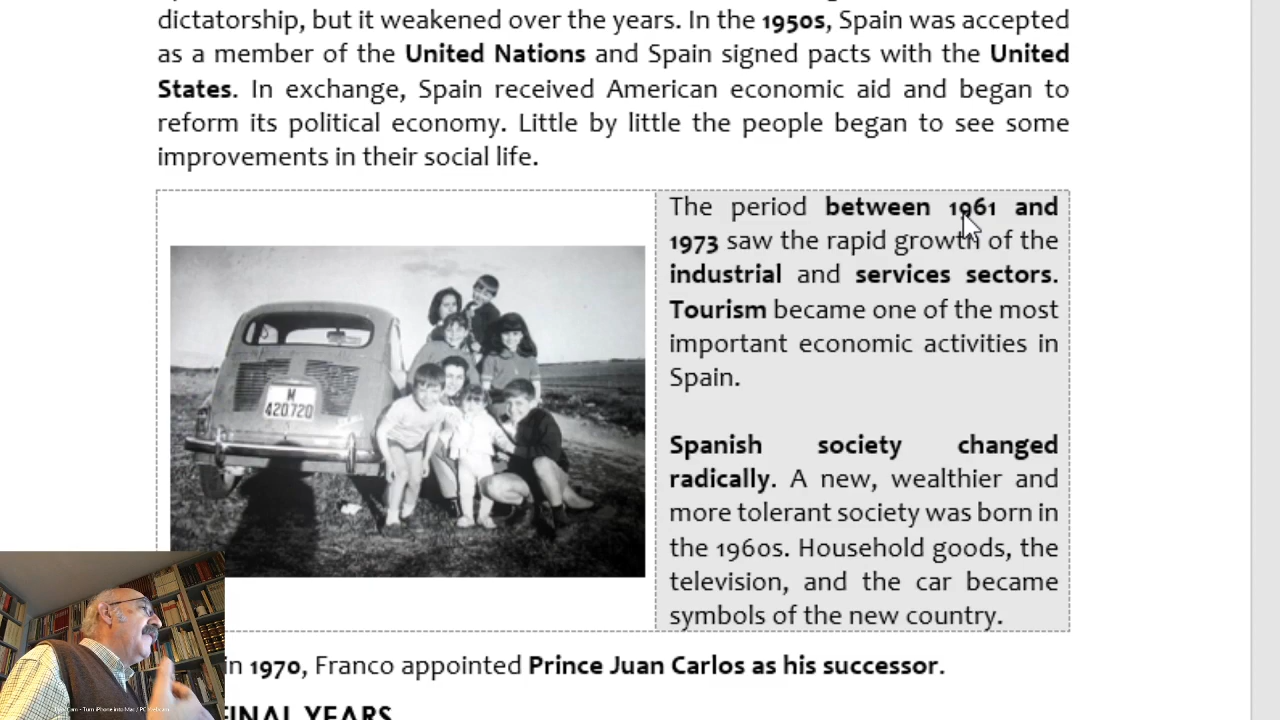 dictatorship, but it weakened over the years. In the 1950s, Spain was accepted
as a member of the United Nations and Spain signed pacts with the United
States. In exchange, Spain received American economic aid and began to
reform its political economy. Little by little the people began to see some
improvements in their social life.
The period between 1961 and
1973 saw the rapid growth of the
industrial and services sectors.
Tourism became one of the most
important economic activities in
Spain.
Spanish society changed
radically. A new, wealthier and
more tolerant society was born in
the 1960s. Household goods, the
television, and the car became
symbols of the new country.
M
420720
in 1970, Franco appointed Prince Juan Carlos as his successor.
FINAL YEARS